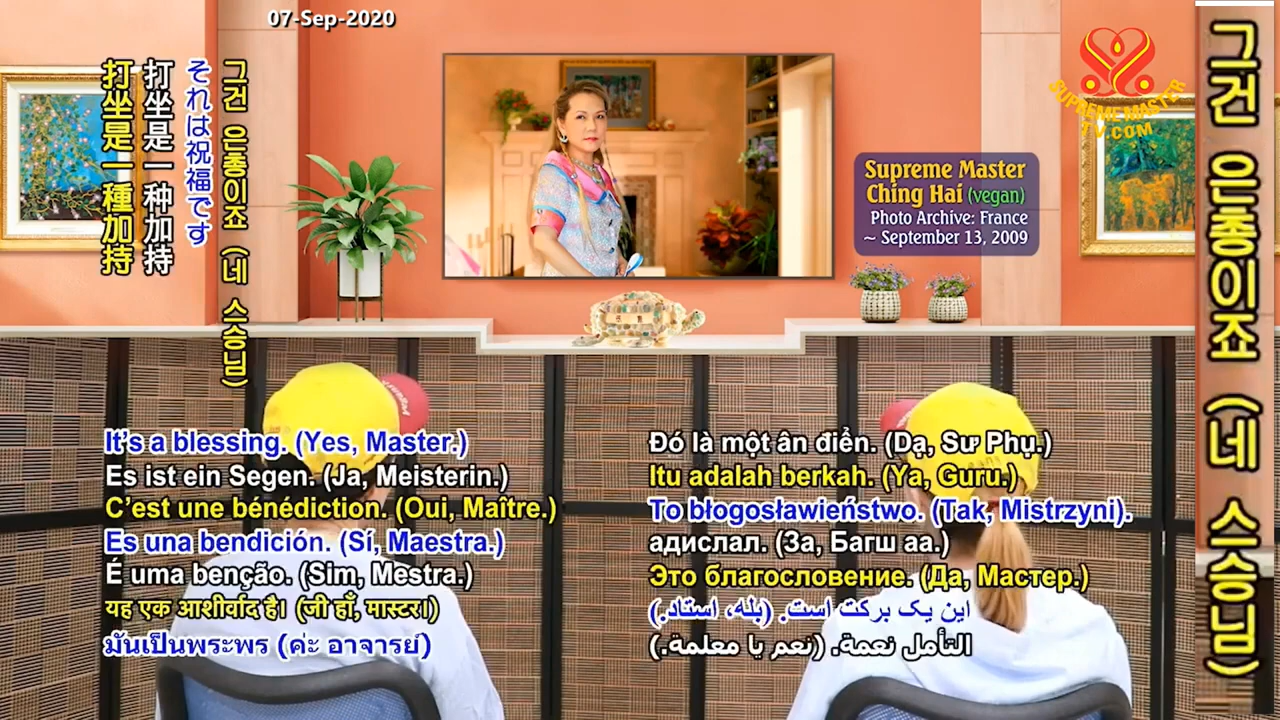 07-Sep-2020
SUPREME MASTER
TV.COM
Supreme Master
Ching Hai (vegan)
Photo Archive: France
~ September 13, 2009
그건 은총이죠 (네 스승님)
그건 은총이죠 (네 스승님)
それは祝福です
打坐是一种加持
打坐是一種加持
It's a blessing. (Yes, Master.)
Es ist ein Segen. (Ja, Meisterin.)
C'est une bénédiction. (Oui, Maître.)
Es una bendición. (Sí, Maestra.)
É uma benção. (Sim, Mestra.)
यह एक आशीर्वाद है। (जी हाँ, मास्टर।)
มันเป็นพระพร (ค่ะ อาจารย์)
Đó là một ân điển. (Dạ, Sư Phụ.)
Itu adalah berkah. (Ya, Guru.)
To błogosławieństwo. (Tak, Mistrzyni).
адислал. (За, Багш аа.)
Это благословение. (Да, Мастер.)
این یک برکت است. (بله، استاد.)
التأمل نعمة. (نعم يا معلمة.)